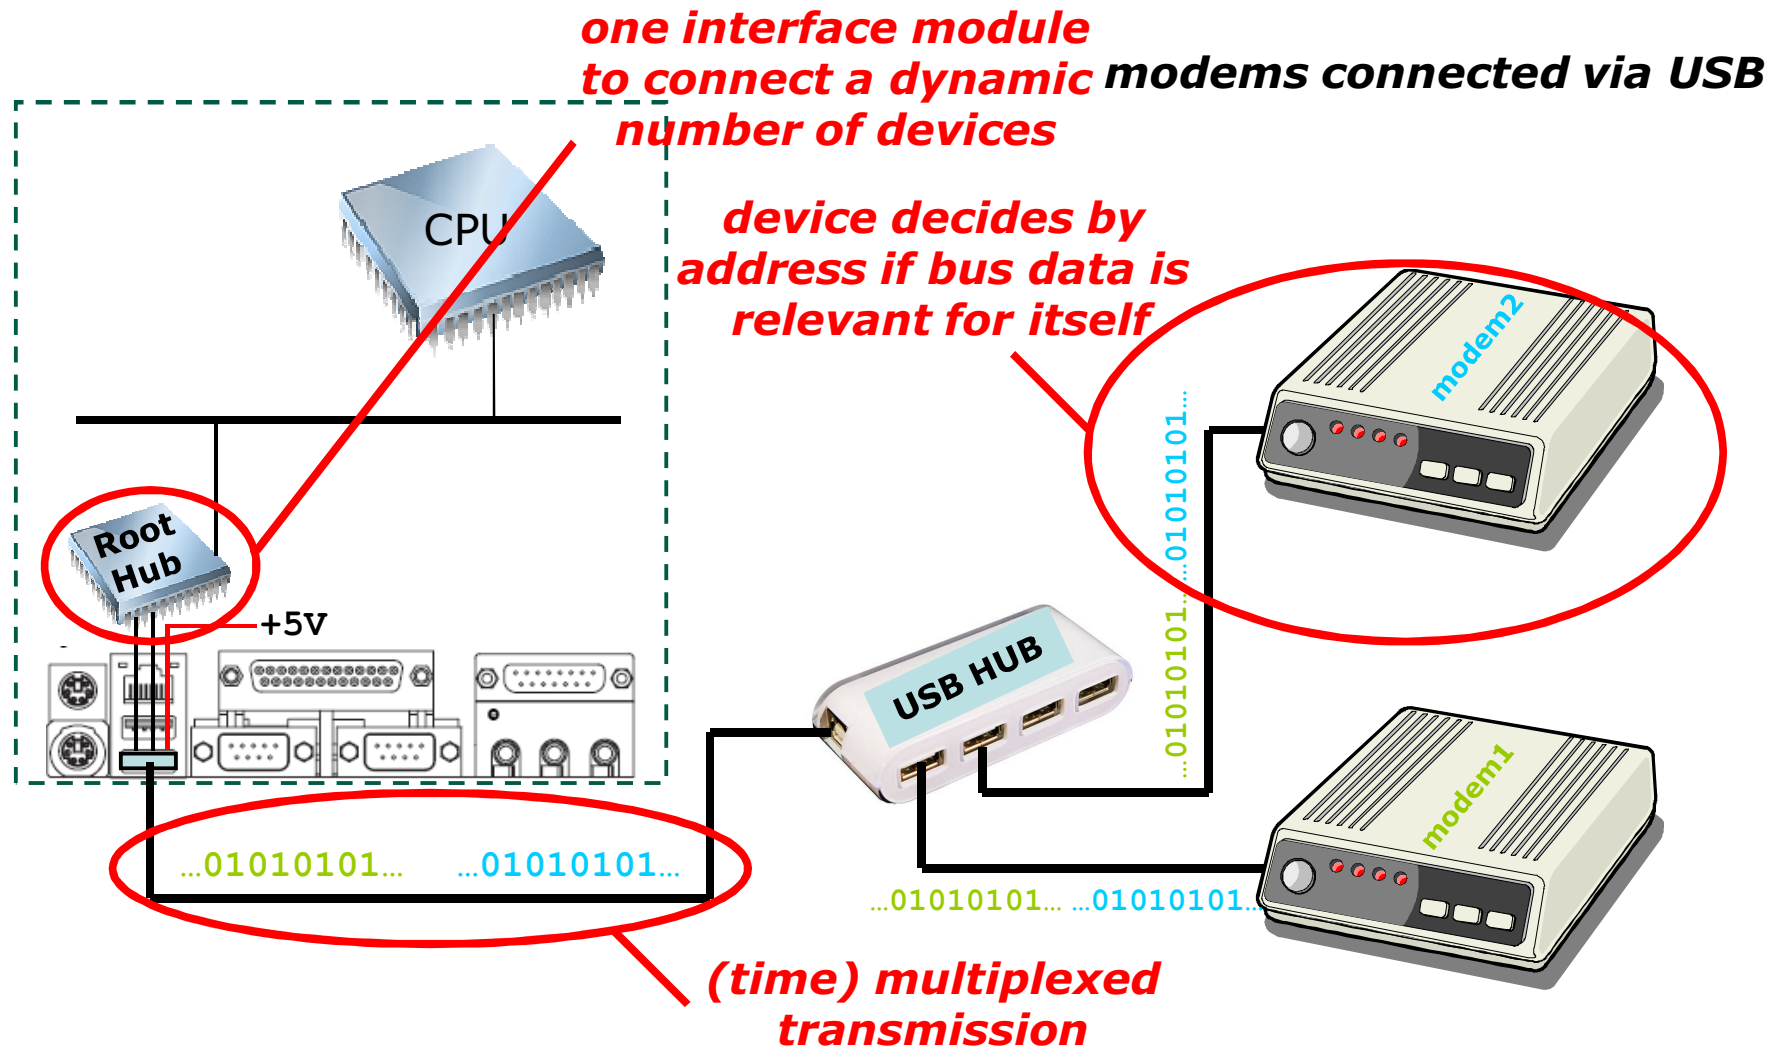 one interface module
to connect a dynamic
number of devices
modems connected via USB
CPU
device decides by
address if bus data is
relevant for itself
modem2
Root
Hub
+5V
USB HUB
...01010101...
...01010101...
modem1
...01010101...
...01010101...
...01010101...
...01010101...
(time) multiplexed
transmission